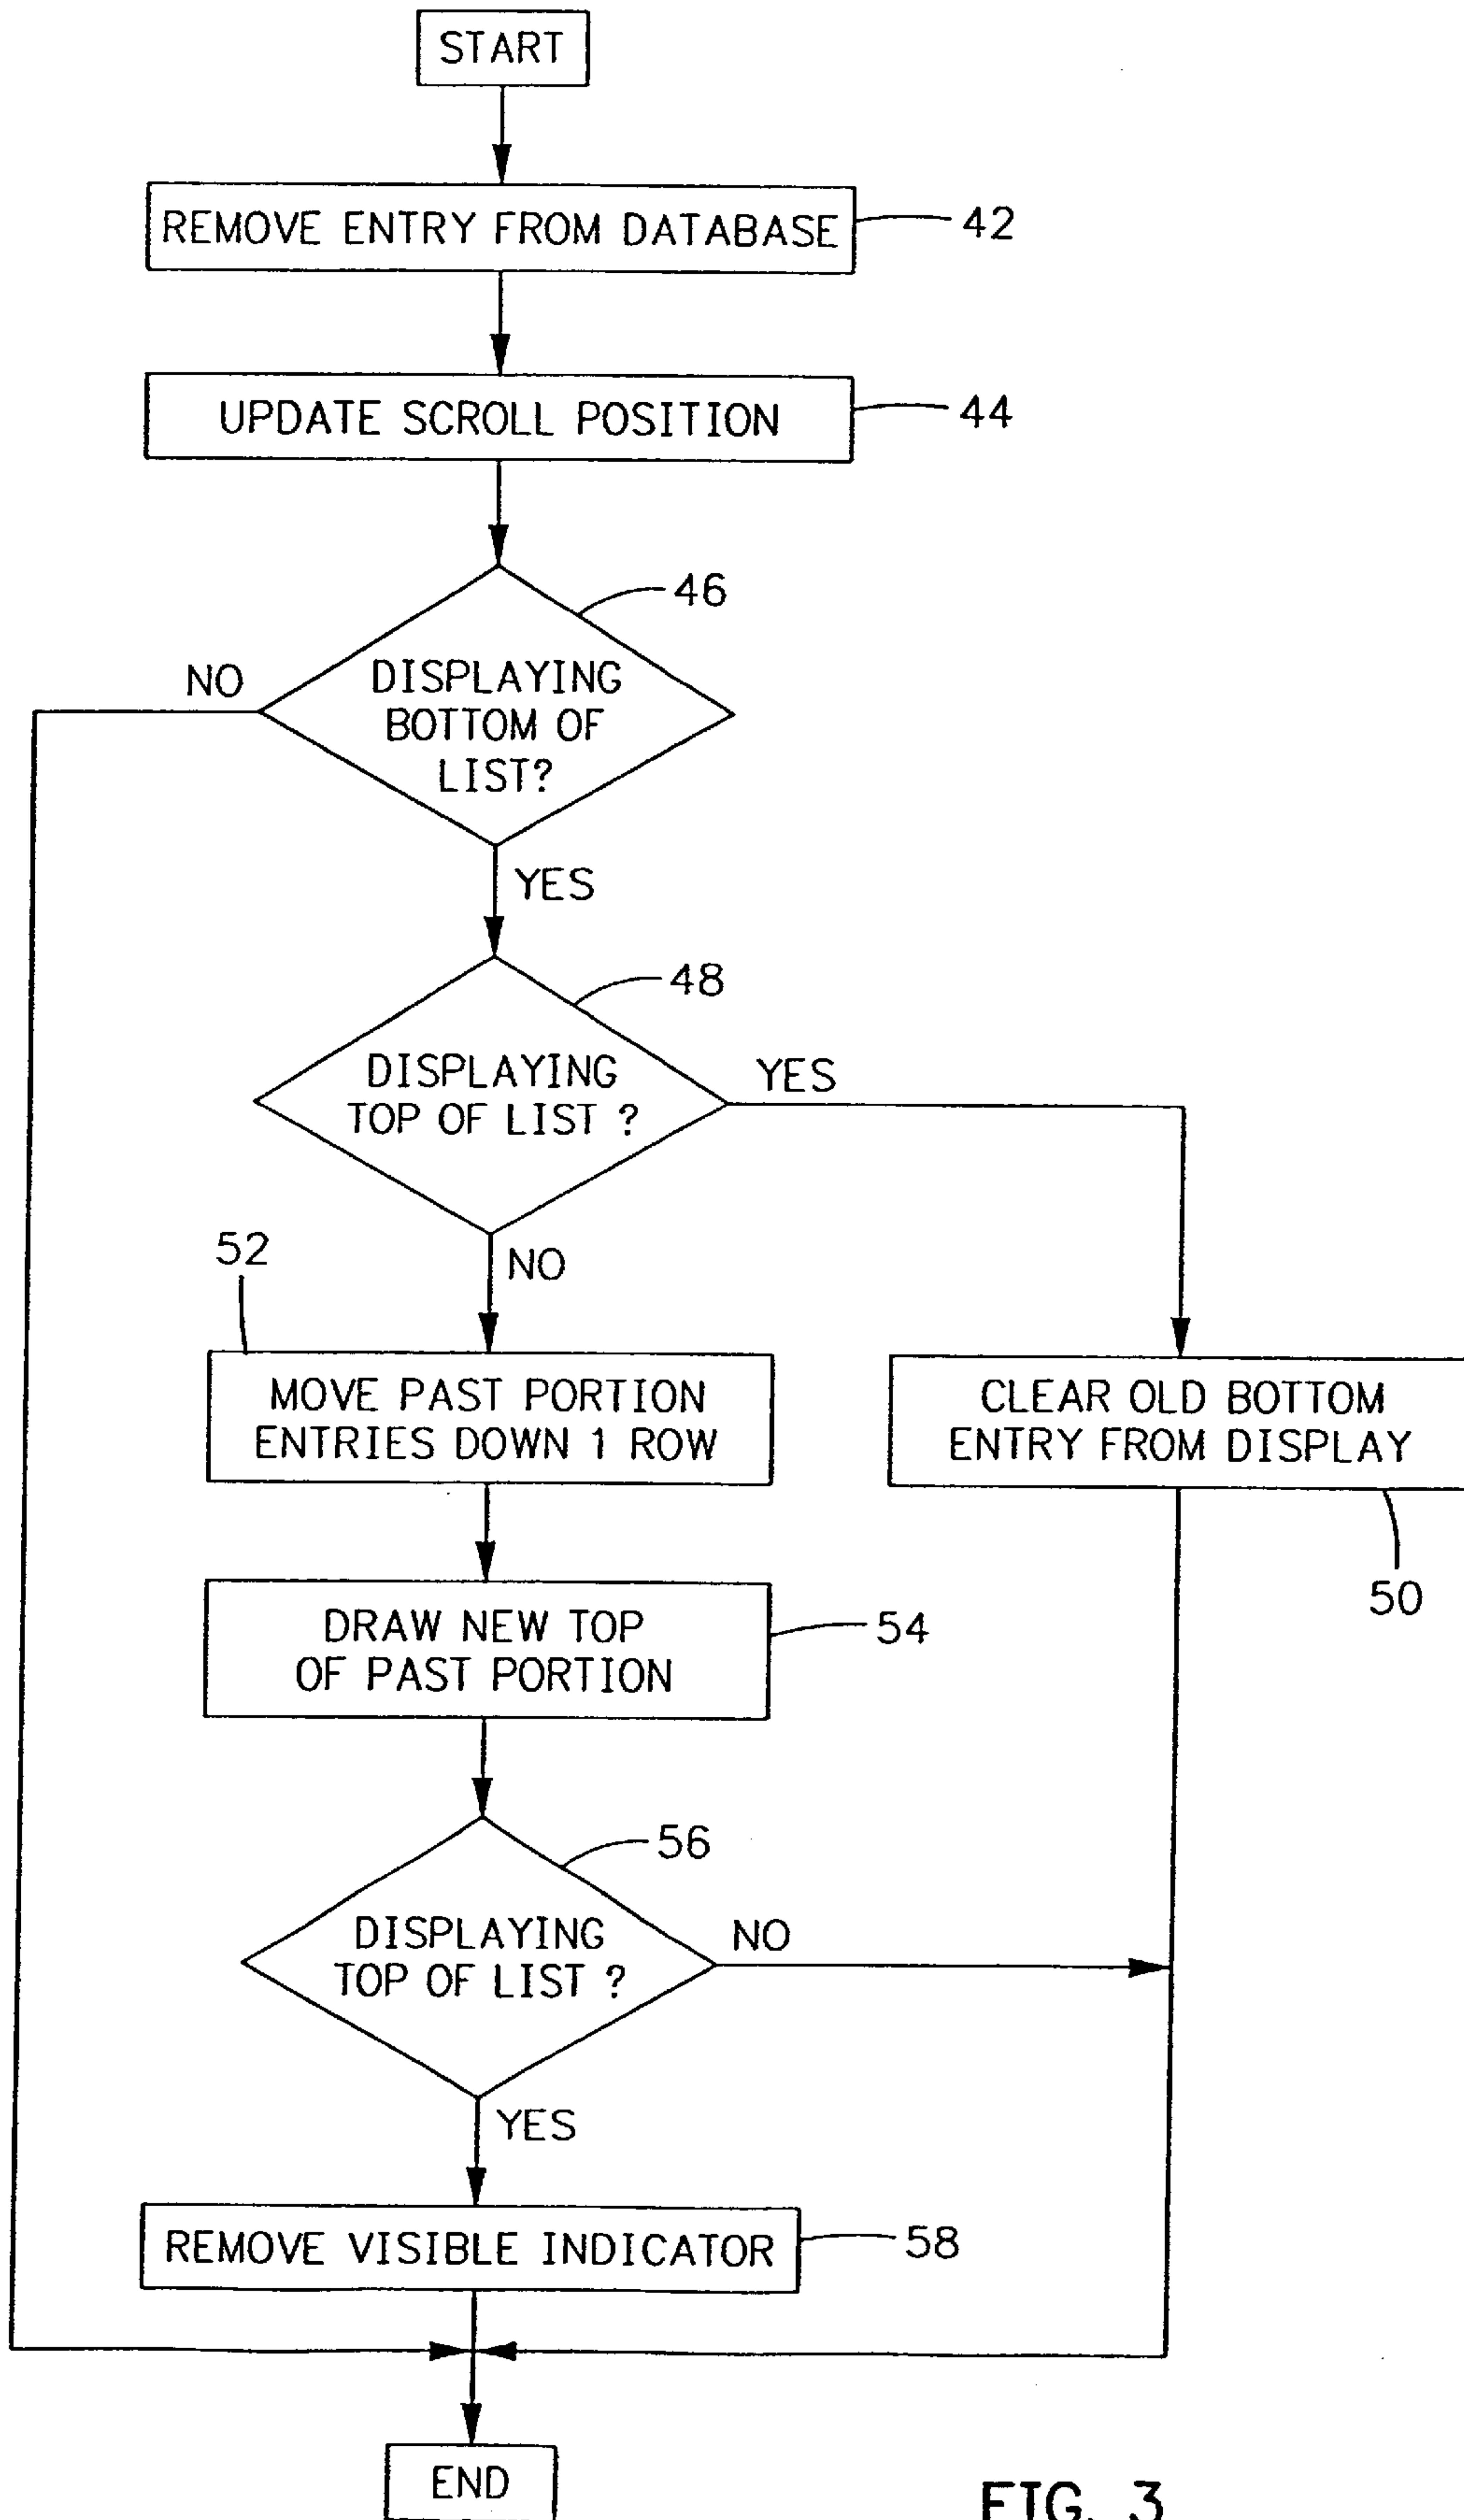 START
REMOVE ENTRY FROM DATABASE
42
UPDATE SCROLL POSITION
44
46
NO
DISPLAYING
BOTTOM OF
LIST?
YES
48
DISPLAYING
TOP OF LIST ?
YES
52
NO
MOVE PAST PORTION
ENTRIES DOWN 1 ROW
CLEAR OLD BOTTOM
ENTRY FROM DISPLAY
50
DRAW NEW TOP
OF PAST PORTION
54
56
DISPLAYING
TOP OF LIST ?
NO
YES
REMOVE VISIBLE INDICATOR
58
END
FIG. 3